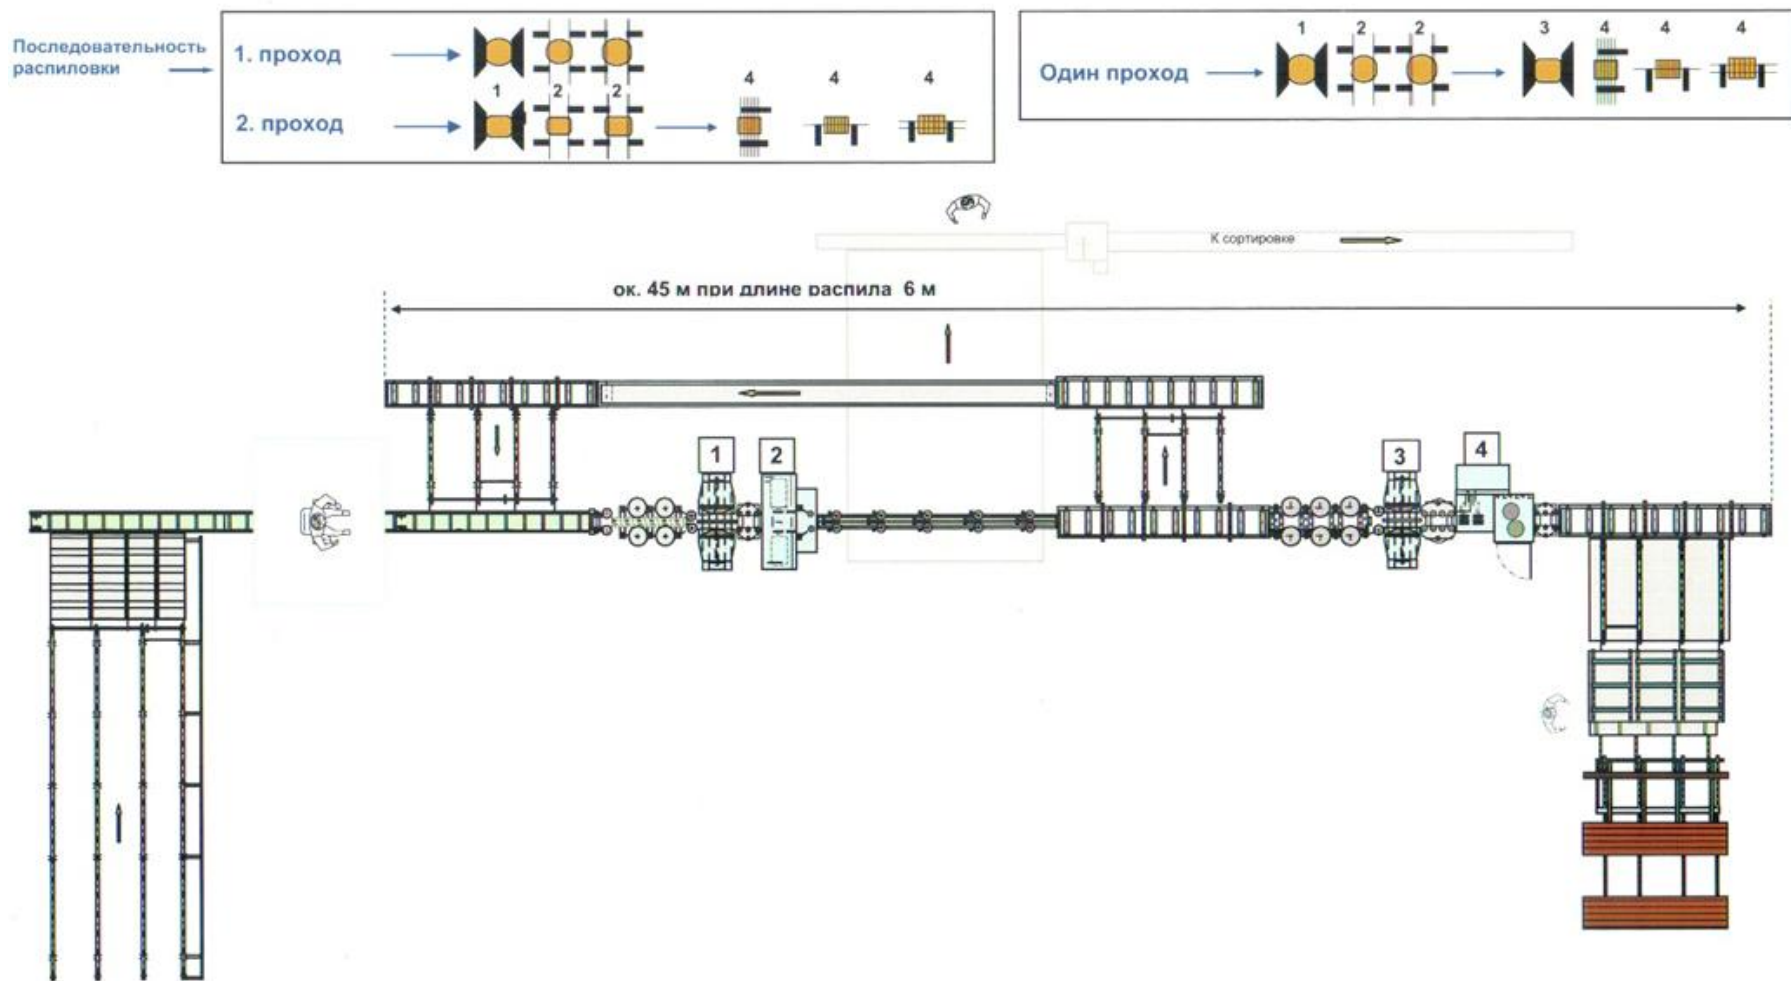 Последовательность
распиловки
1. проход
1 2 2
4 4 4
2. проход
Один проход
1 2 2 3 4 4 4
К сортировке
ок. 45 м при длине распила 6 м
1 2 3 4